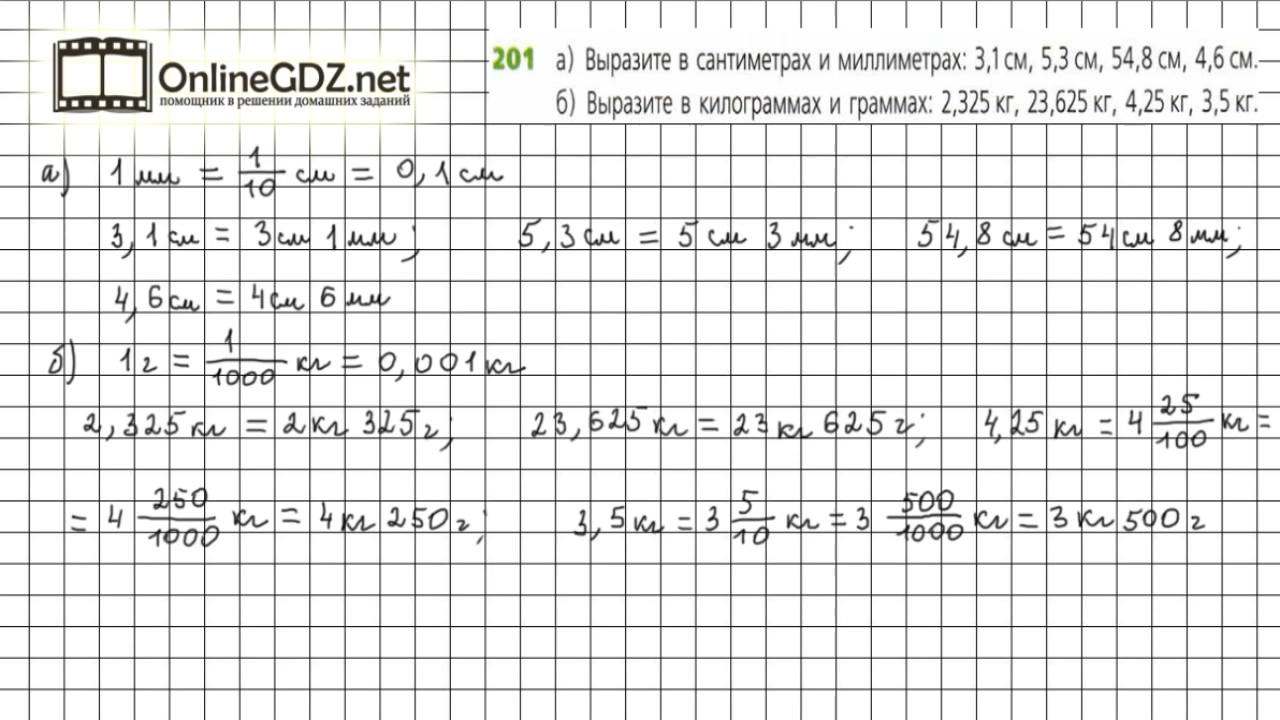 OnlineGDZ.net
помощник в решении домашних заданий
201 а) Выразите в сантиметрах и миллиметрах: 3,1 см, 5,3 см, 54,8 см, 4,6 см.
б) Выразите в килограммах и граммах: 2,325 кг, 23,625 кг, 4,25 кг, 3,5 кг.
а) 1 мм = 1/10 см = 0,1 см
3,1 см = 3 см 1 мм; 5,3 см = 5 см 3 мм; 54,8 см = 54 см 8 мм;
4,6 см = 4 см 6 мм
б) 1 г = 1/1000 кг = 0,001 кг
2,325 кг = 2 кг 325 г; 23,625 кг = 23 кг 625 г; 4,25 кг = 4 25/100 кг =
= 4 250/1000 кг = 4 кг 250 г; 3,5 кг = 3 5/10 кг = 3 500/1000 кг = 3 кг 500 г